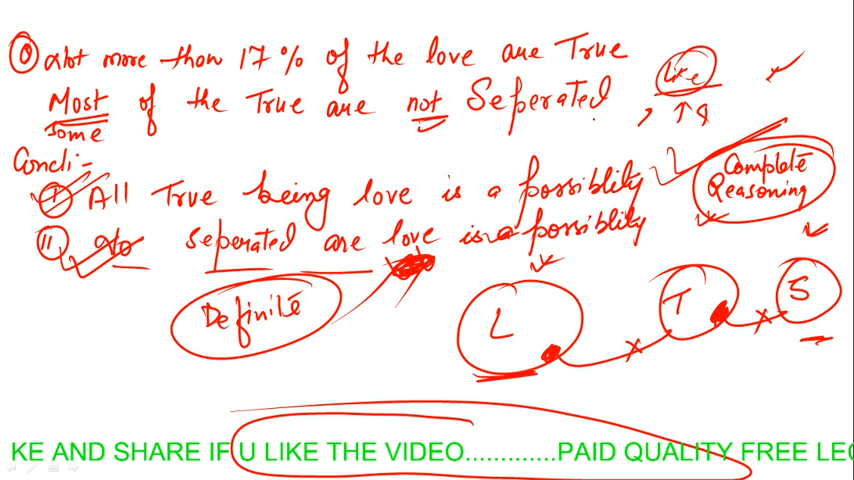 Not more than 17% of the love are True
Most of the True are not Seperated
Some
Like
Concl:-
I All True being love is a possiblity
II No seperated are love is a possiblity
Complete
Reasoning
Definite
L
T
S
KE AND SHARE IF U LIKE THE VIDEO.............PAID QUALITY FREE LEC